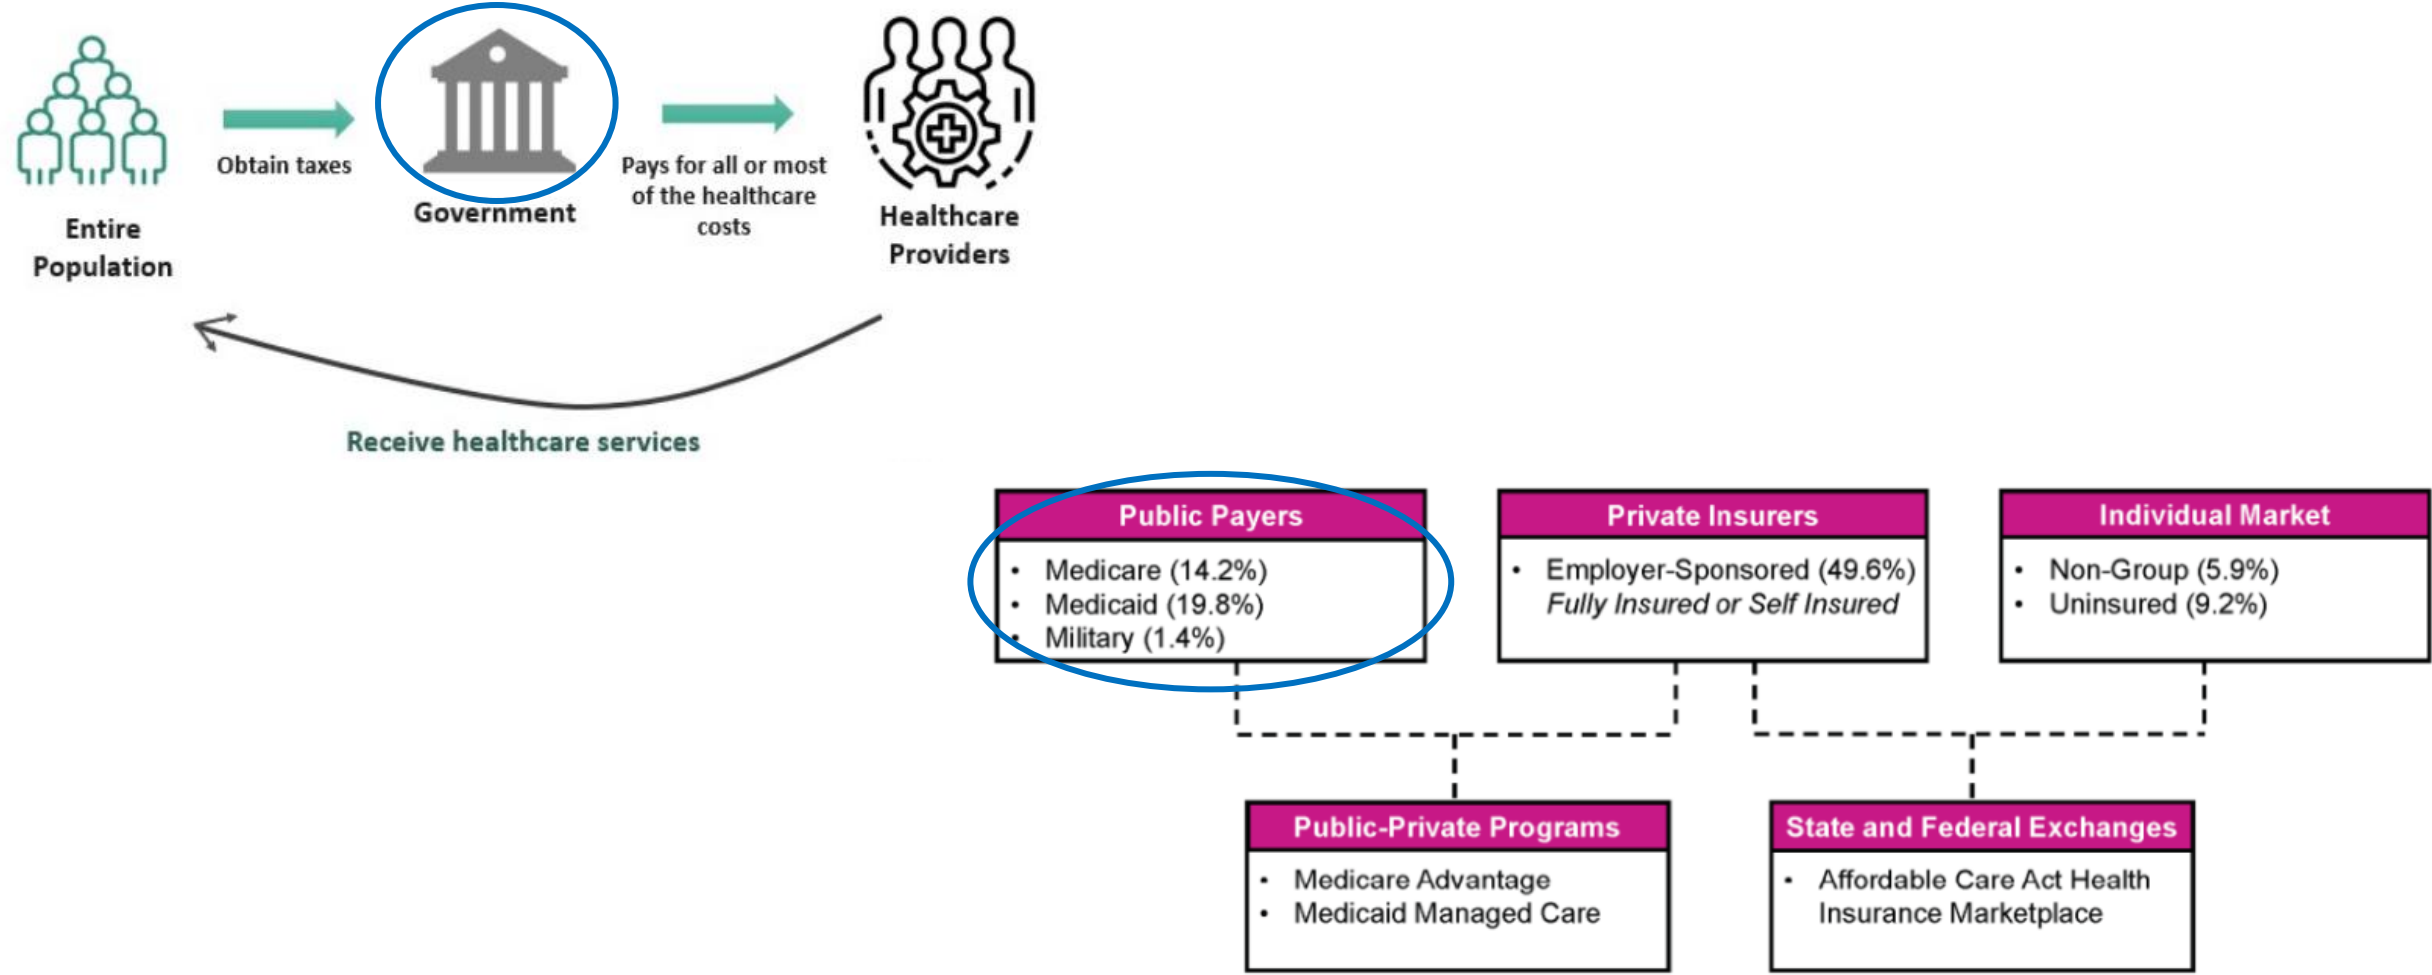 Obtain taxes
Entire
Population
Government
Pays for all or most
of the healthcare
costs
Healthcare
Providers
Receive healthcare services
Public Payers
• Medicare (14.2%)
• Medicaid (19.8%)
• Military (1.4%)
Private Insurers
• Employer-Sponsored (49.6%)
Fully Insured or Self Insured
Individual Market
• Non-Group (5.9%)
• Uninsured (9.2%)
Public-Private Programs
• Medicare Advantage
• Medicaid Managed Care
State and Federal Exchanges
• Affordable Care Act Health
Insurance Marketplace